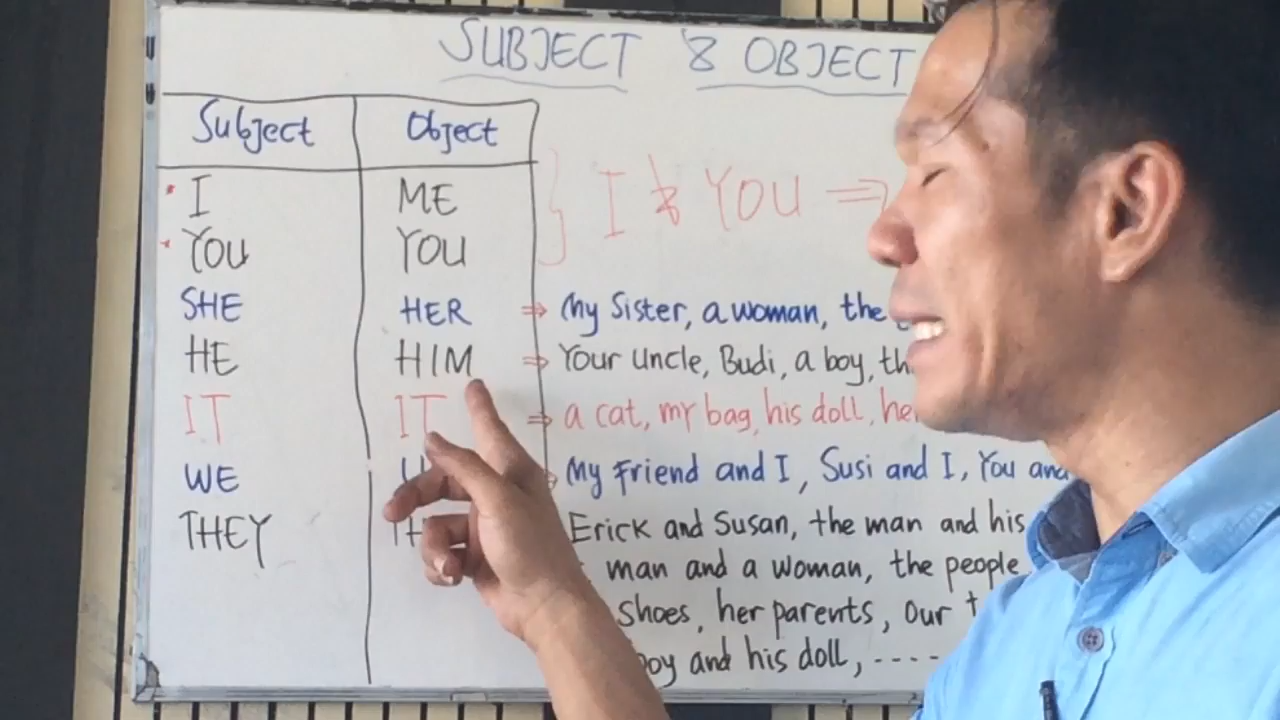 SUBJECT & OBJECT
Subject Object
I ME } I & YOU ⇒
YOU YOU
SHE HER ⇒ My Sister, a woman, the
HE HIM ⇒ Your uncle, Budi, a boy,
IT IT ⇒ a cat, my bag, his doll,
WE My Friend and I, Susi and I, You and
THEY Erick and Susan, the man and his
man and a woman, the people
Shoes, her parents, Our
boy and his doll, ----